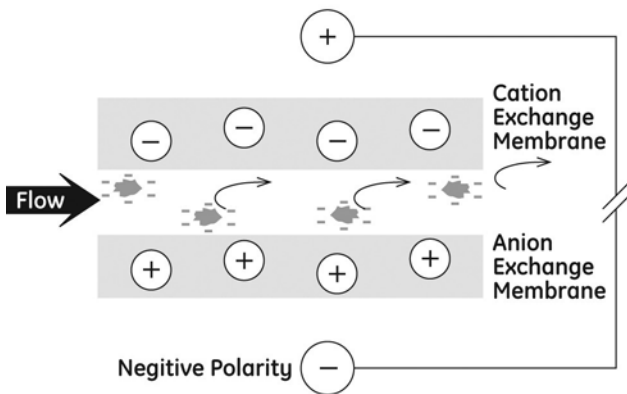 +
Cation
Exchange
Membrane
− − − −
Flow
+ + + +
Anion
Exchange
Membrane
Negitive Polarity −